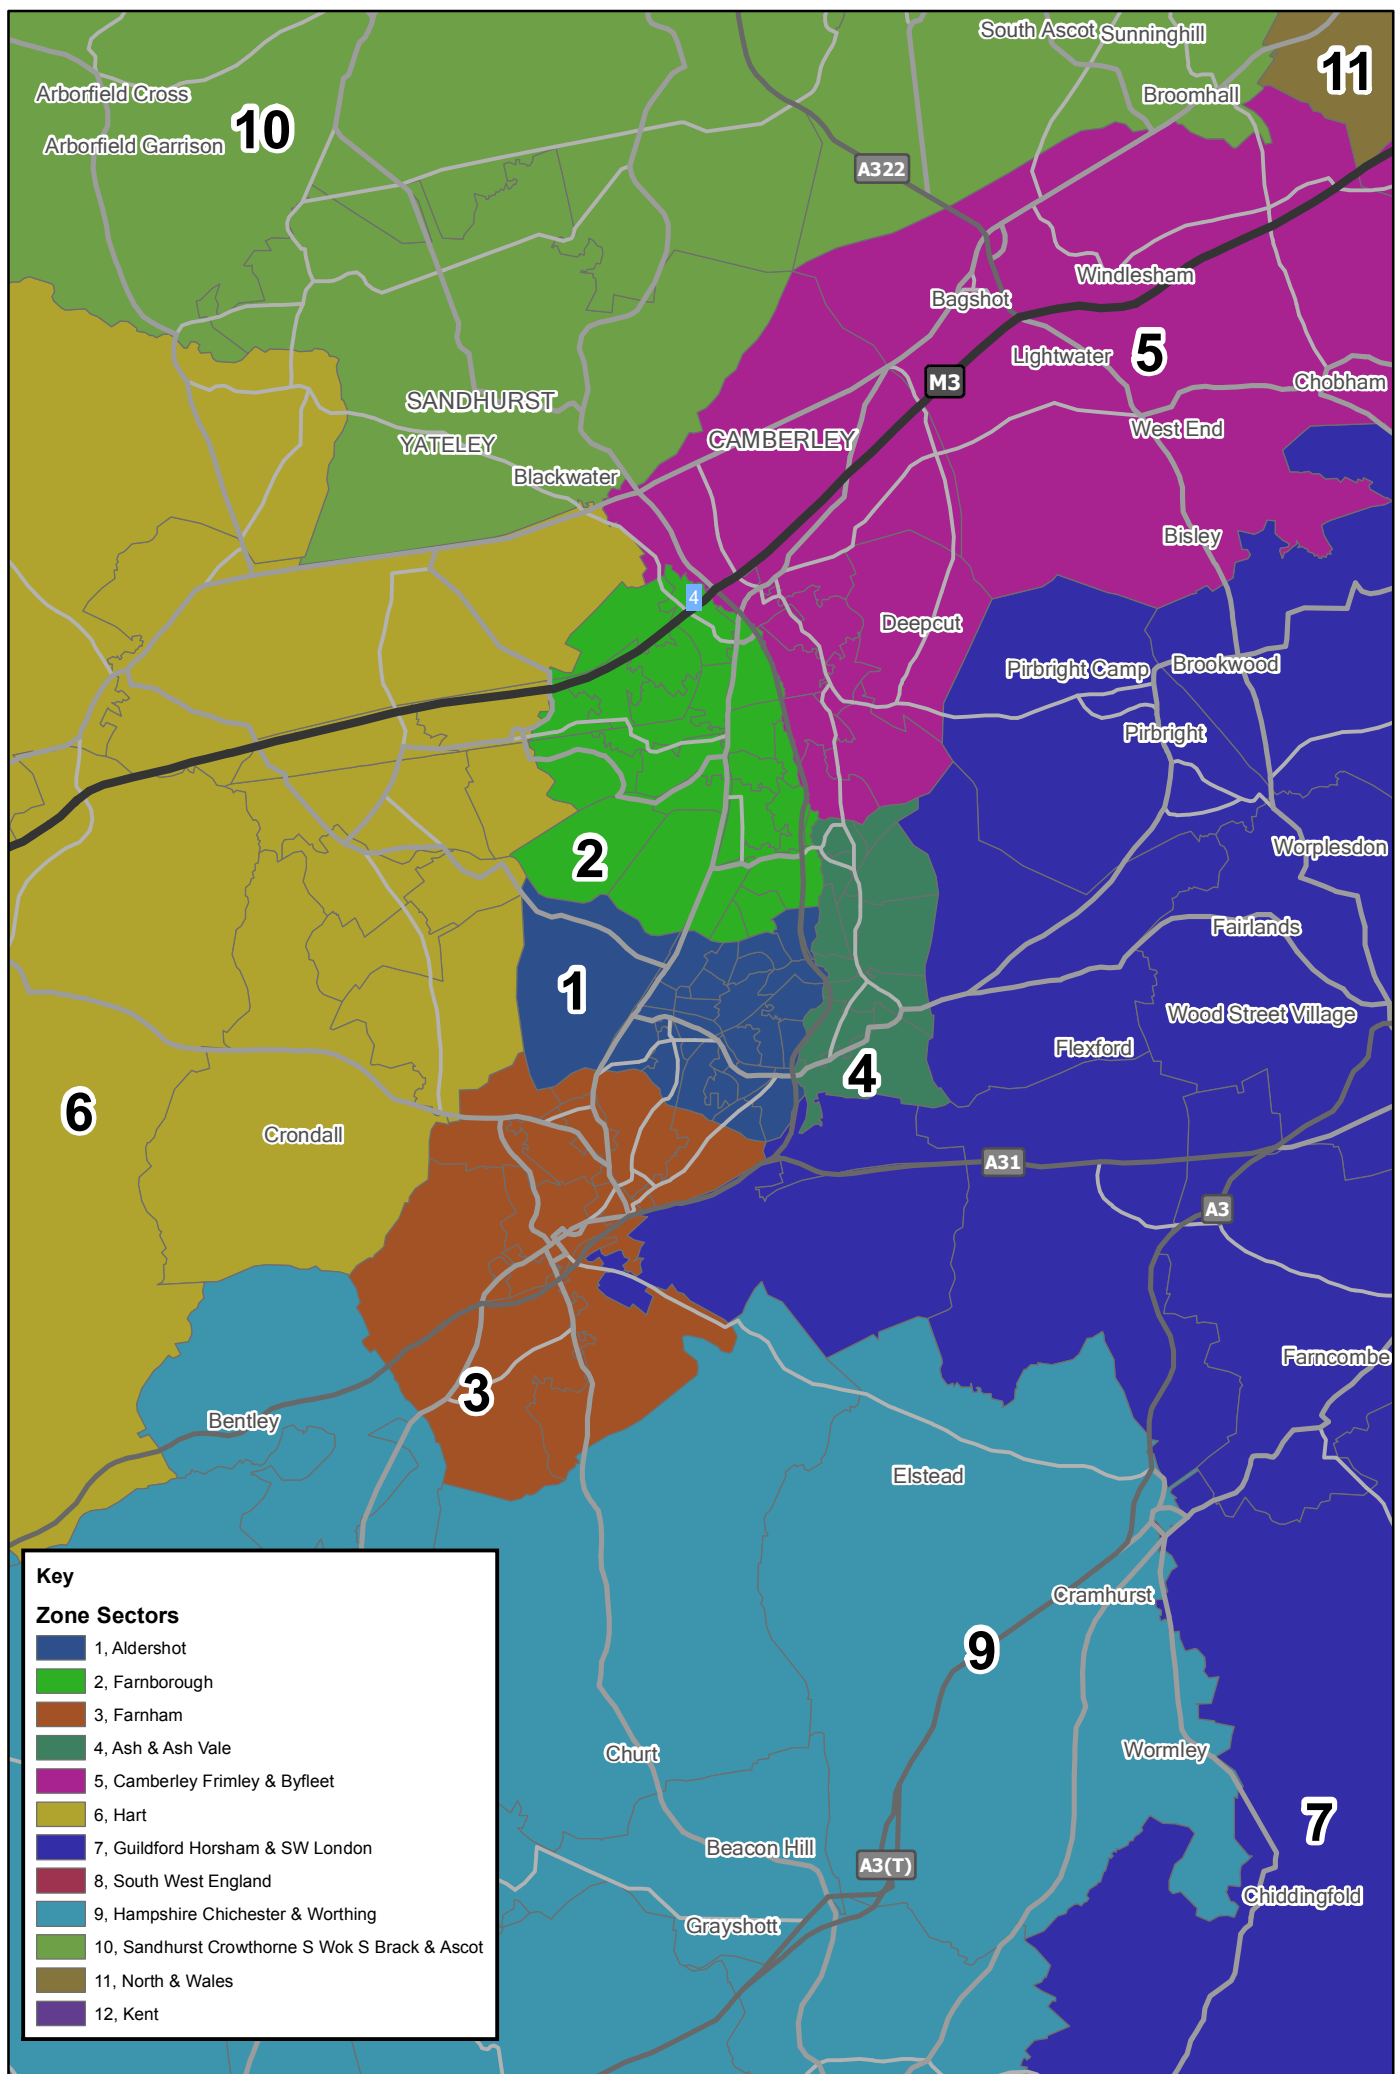 South Ascot
Sunninghill
11
Arborfield Cross
Broomhall
10
Arborfield Garrison
A322
Windlesham
Bagshot
Lightwater
5
M3
Chobham
SANDHURST
West End
YATELEY
CAMBERLEY
Blackwater
Bisley
4
Deepcut
Pirbright Camp
Brookwood
Pirbright
2
Worplesdon
Fairlands
1
Wood Street Village
Flexford
4
6
Crondall
A31
A3
Farncombe
3
Bentley
Elstead
Cramhurst
9
Churt
Wormley
7
Beacon Hill
A3(T)
Chiddingfold
Grayshott
Key
Zone Sectors
1, Aldershot
2, Farnborough
3, Farnham
4, Ash & Ash Vale
5, Camberley Frimley & Byfleet
6, Hart
7, Guildford Horsham & SW London
8, South West England
9, Hampshire Chichester & Worthing
10, Sandhurst Crowthorne S Wok S Brack & Ascot
11, North & Wales
12, Kent